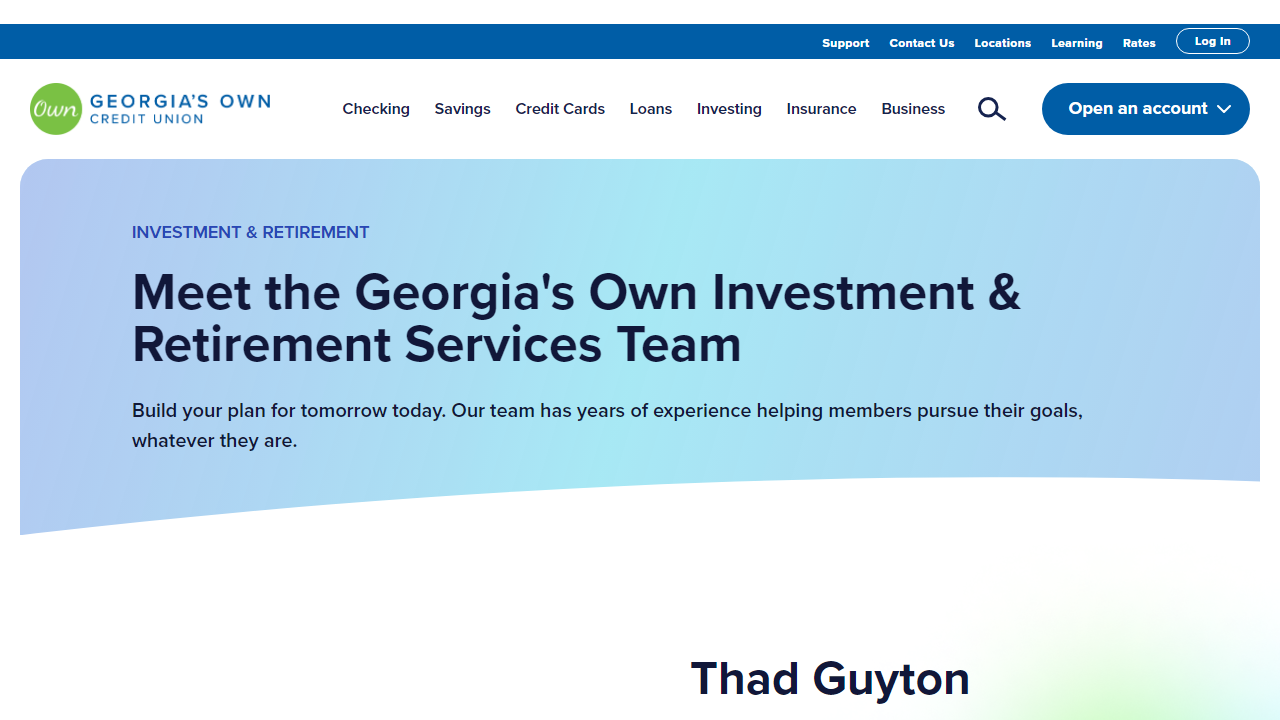 Support Contact Us Locations Learning Rates Log In
Own GEORGIA'S OWN
CREDIT UNION
Checking Savings Credit Cards Loans Investing Insurance Business Open an account
INVESTMENT & RETIREMENT
Meet the Georgia's Own Investment &
Retirement Services Team
Build your plan for tomorrow today. Our team has years of experience helping members pursue their goals,
whatever they are.
Thad Guyton